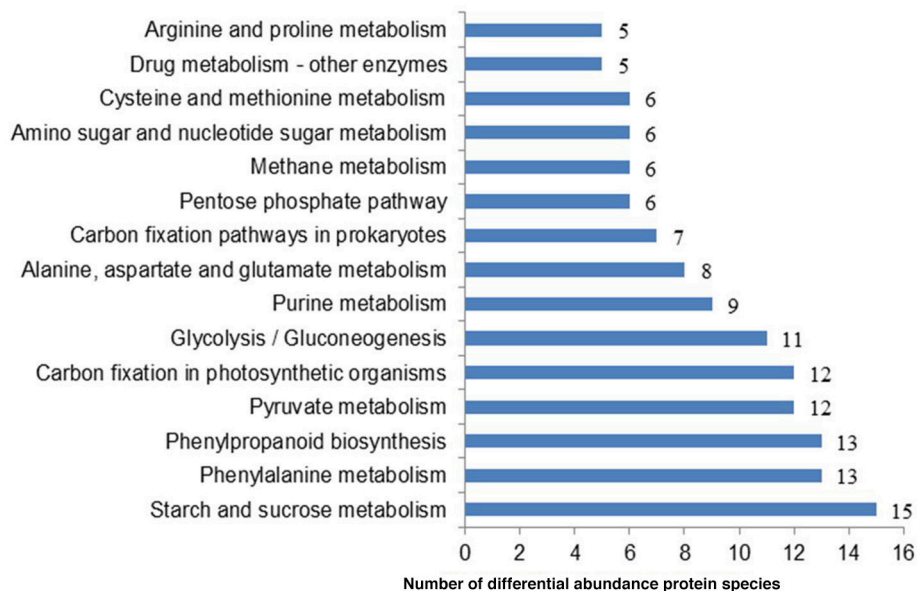 Arginine and proline metabolism 5
Drug metabolism - other enzymes 5
Cysteine and methionine metabolism 6
Amino sugar and nucleotide sugar metabolism 6
Methane metabolism 6
Pentose phosphate pathway 6
Carbon fixation pathways in prokaryotes 7
Alanine, aspartate and glutamate metabolism 8
Purine metabolism 9
Glycolysis / Gluconeogenesis 11
Carbon fixation in photosynthetic organisms 12
Pyruvate metabolism 12
Phenylpropanoid biosynthesis 13
Phenylalanine metabolism 13
Starch and sucrose metabolism 15
0 2 4 6 8 10 12 14 16
Number of differential abundance protein species